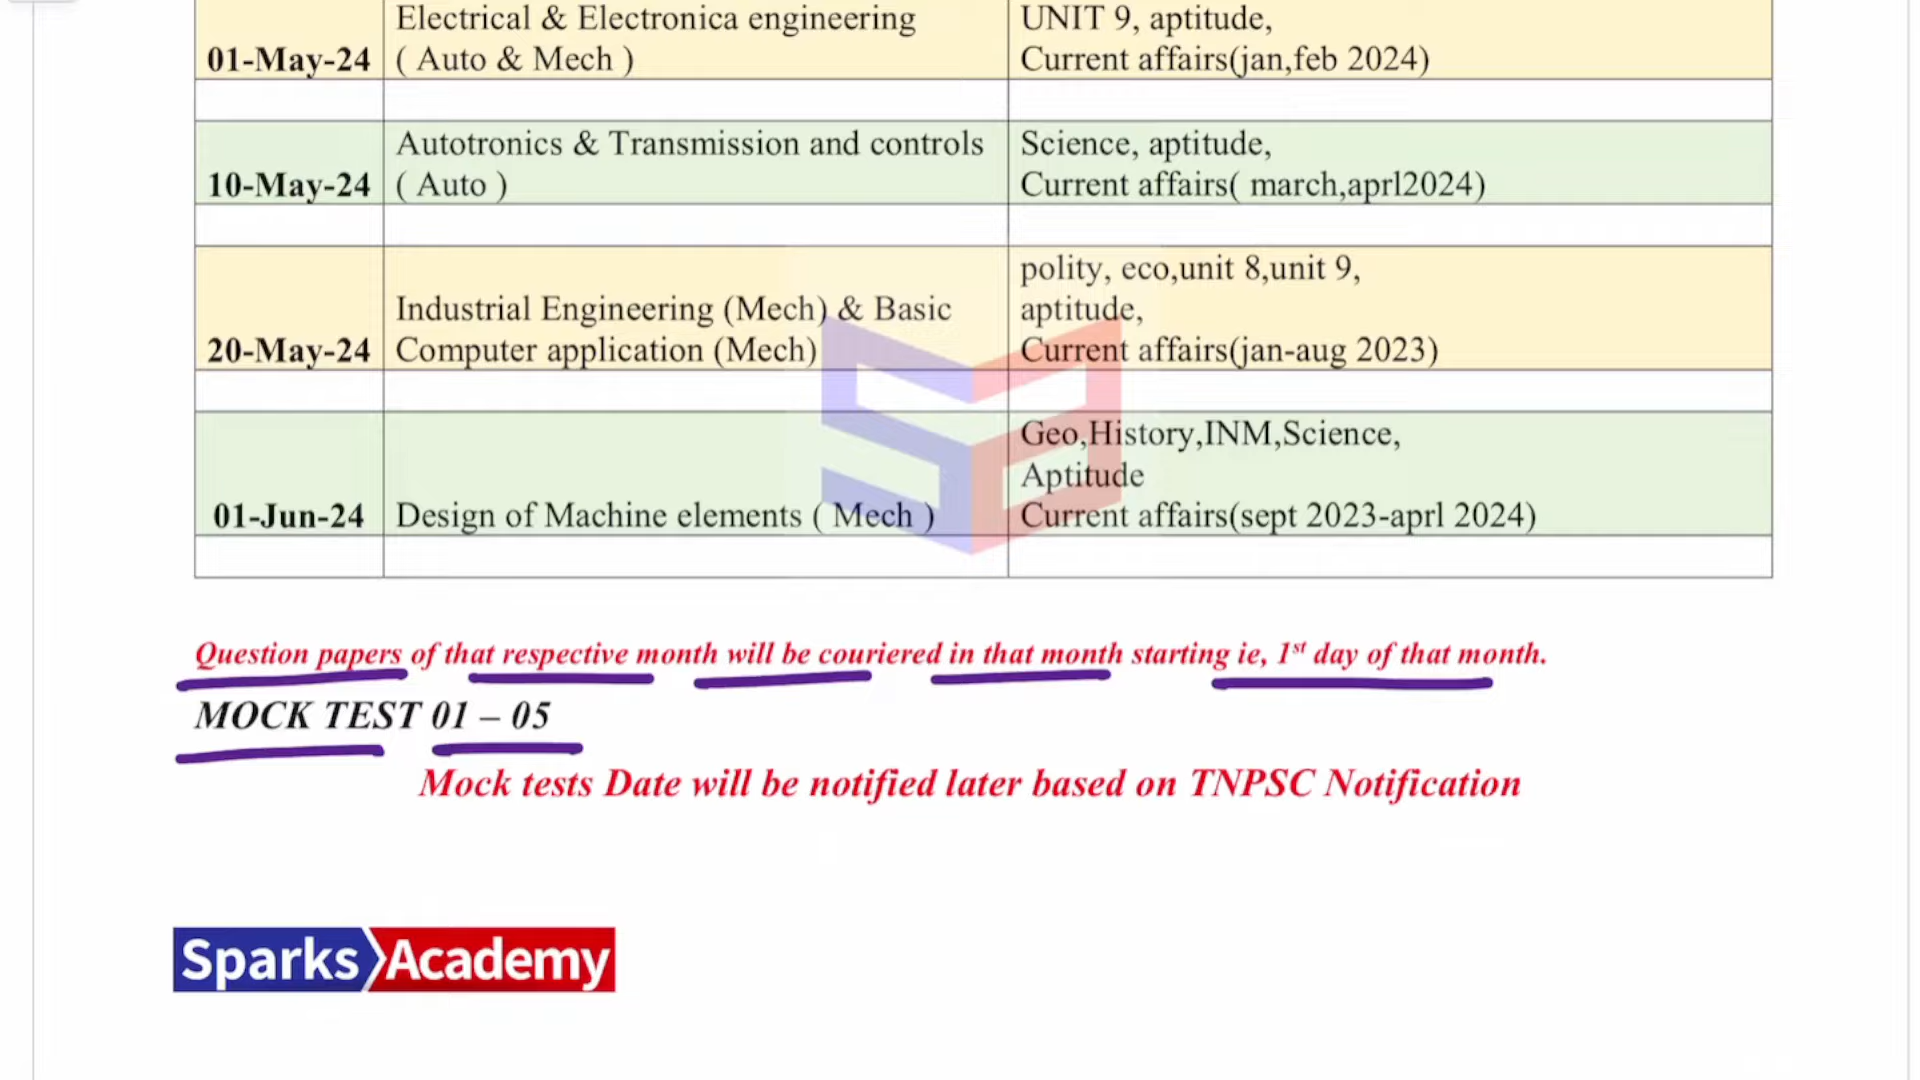 Electrical & Electronica engineering
01-May-24 ( Auto & Mech )
UNIT 9, aptitude,
Current affairs(jan,feb 2024)
Autotronics & Transmission and controls
10-May-24 ( Auto )
Science, aptitude,
Current affairs( march,aprl2024)
Industrial Engineering (Mech) & Basic
20-May-24 Computer application (Mech)
polity, eco,unit 8,unit 9,
aptitude,
Current affairs(jan-aug 2023)
01-Jun-24 Design of Machine elements ( Mech )
Geo,History,INM,Science,
Aptitude
Current affairs(sept 2023-aprl 2024)
Question papers of that respective month will be couriered in that month starting ie, 1st day of that month.
MOCK TEST 01 – 05
Mock tests Date will be notified later based on TNPSC Notification
Sparks Academy